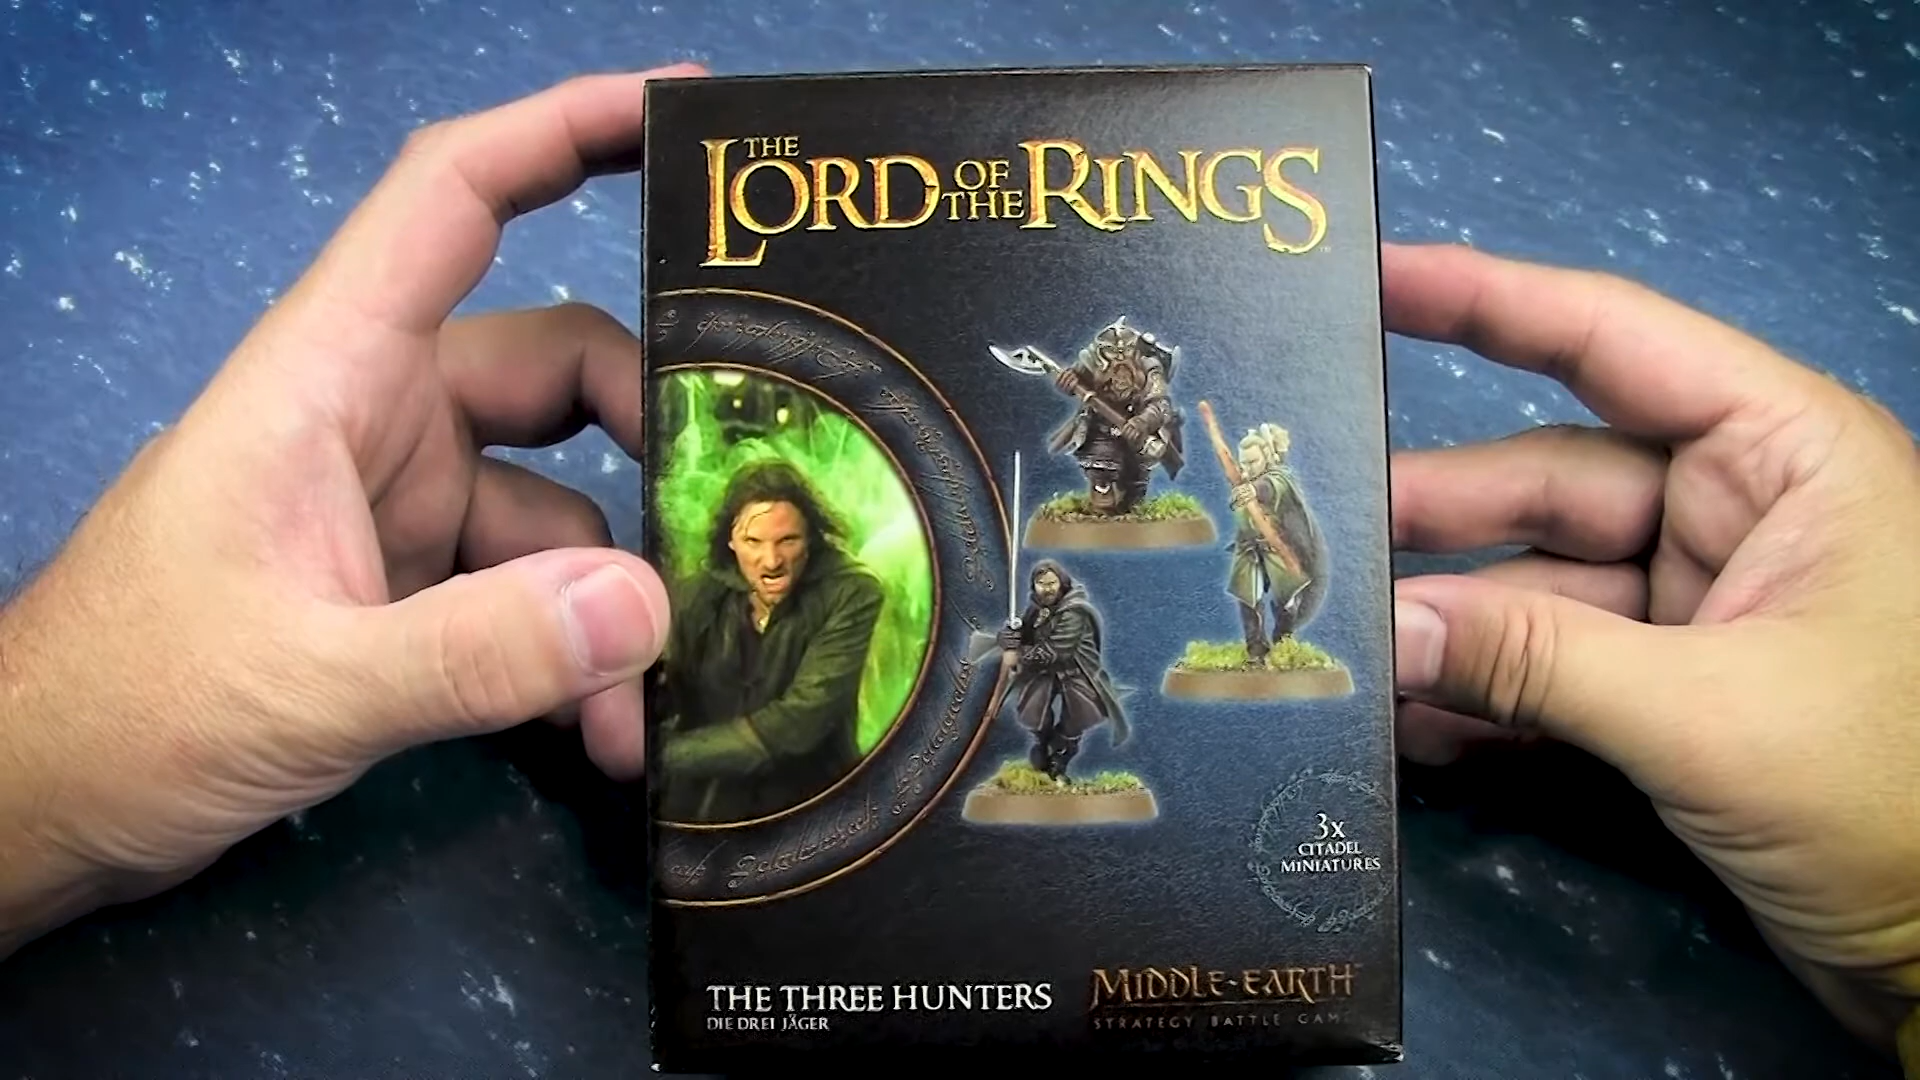 THE LORD OF THE RINGS
3x
CITADEL
MINIATURES
THE THREE HUNTERS
DIE DREI JÄGER
MIDDLE-EARTH
STRATEGY BATTLE GAME